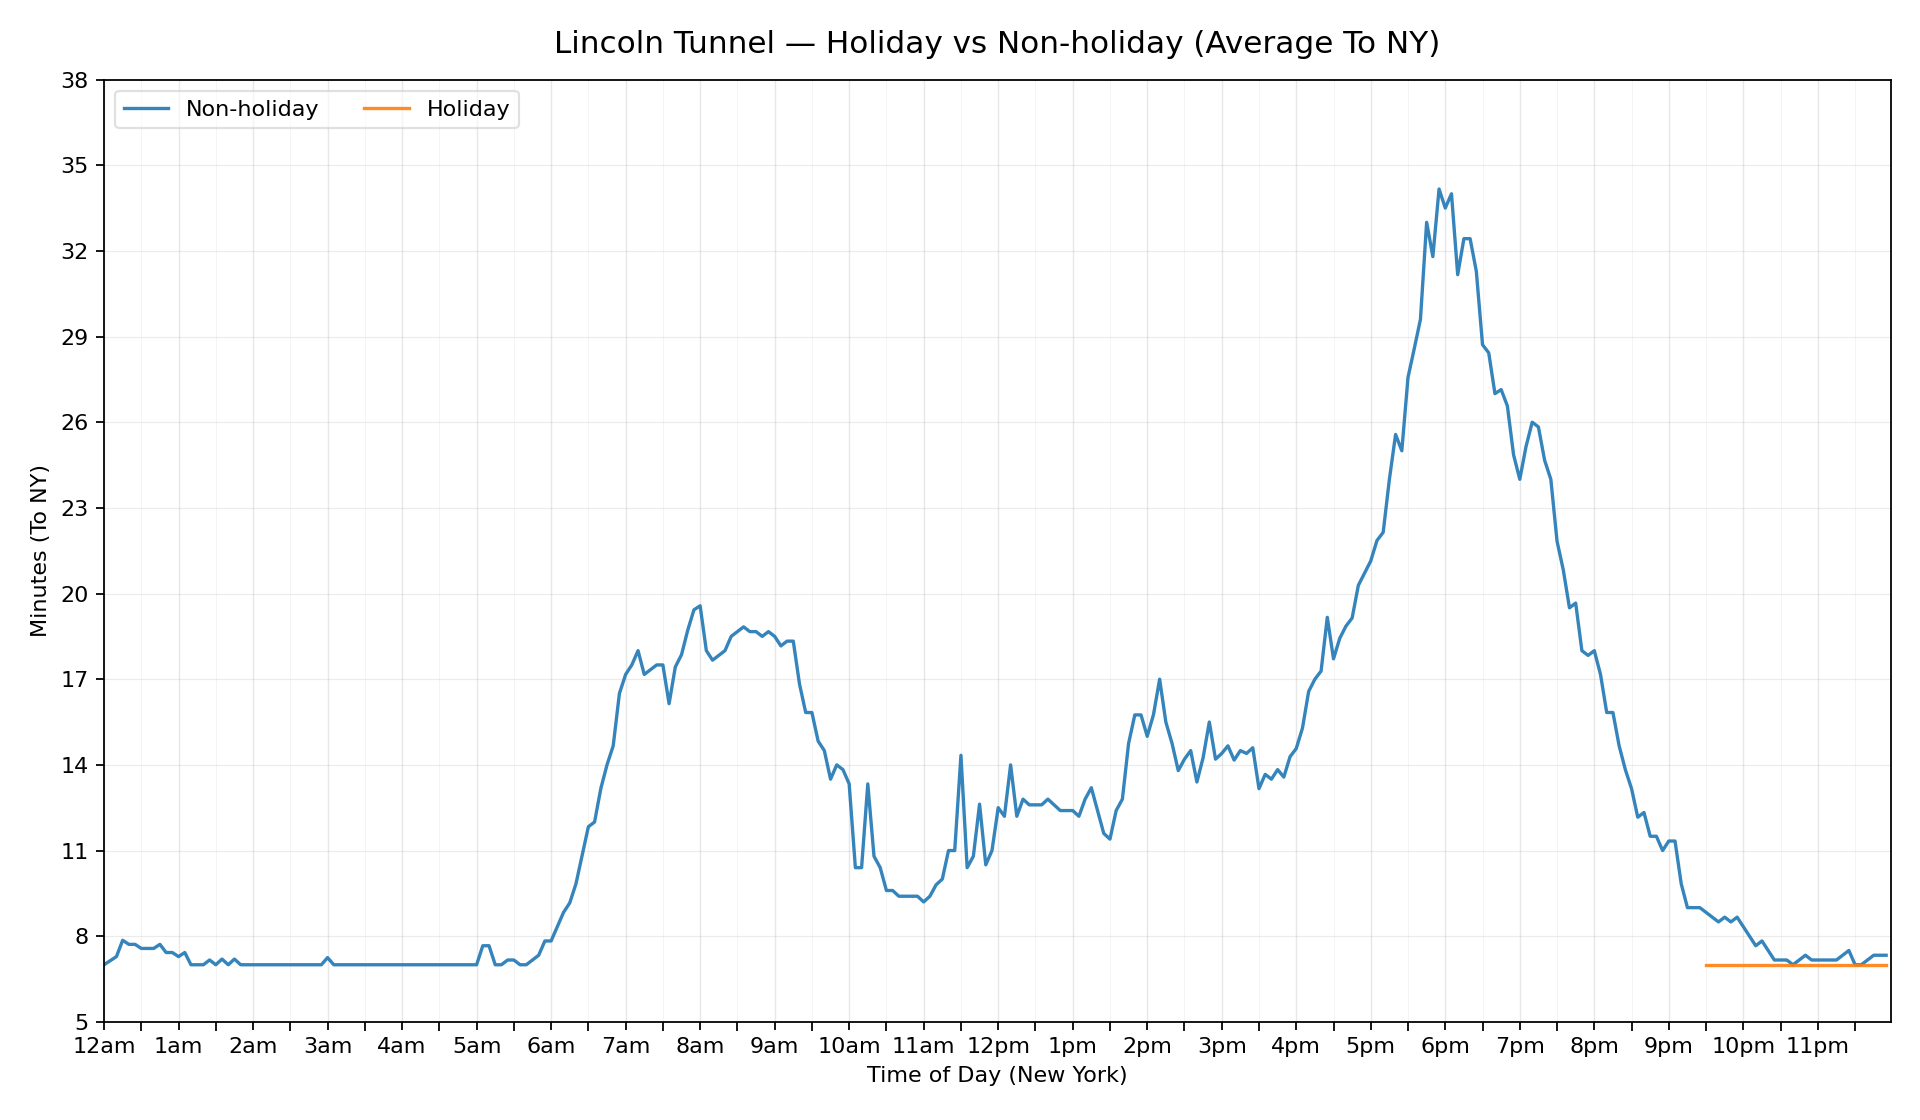 Lincoln Tunnel — Holiday vs Non-holiday (Average To NY)
Non-holiday Holiday
38
35
32
29
26
23
20
17
14
11
8
5
Minutes (To NY)
12am 1am 2am 3am 4am 5am 6am 7am 8am 9am 10am 11am 12pm 1pm 2pm 3pm 4pm 5pm 6pm 7pm 8pm 9pm 10pm 11pm
Time of Day (New York)